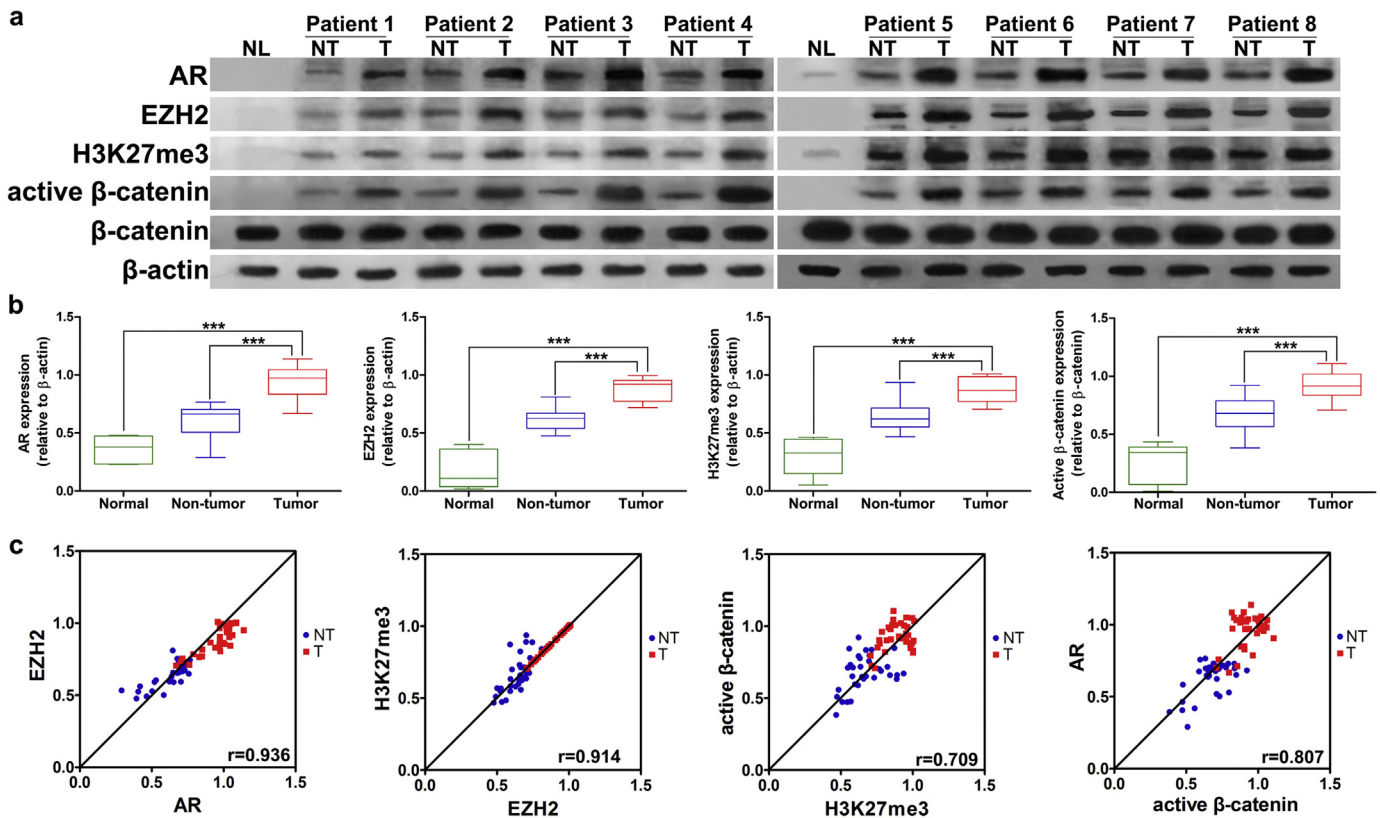 a
Patient 1 Patient 2 Patient 3 Patient 4 Patient 5 Patient 6 Patient 7 Patient 8
NL NT T NT T NT T NT T NL NT T NT T NT T NT T
AR
EZH2
H3K27me3
active β-catenin
β-catenin
β-actin
b
AR expression
(relative to β-actin)
1.5
1.0
0.5
0.0
***
***
Normal Non-tumor Tumor
EZH2 expression
(relative to β-actin)
1.5
1.0
0.5
0.0
***
***
Normal Non-tumor Tumor
H3K27me3 expression
(relative to β-actin)
1.5
1.0
0.5
0.0
***
***
Normal Non-tumor Tumor
Active β-catenin expression
(relative to β-catenin)
1.5
1.0
0.5
0.0
***
***
Normal Non-tumor Tumor
c
EZH2
1.5
1.0
0.5
0.0
NT
T
r=0.936
0.0 0.5 1.0 1.5
AR
H3K27me3
1.5
1.0
0.5
0.0
NT
T
r=0.914
0.0 0.5 1.0 1.5
EZH2
active β-catenin
1.5
1.0
0.5
0.0
NT
T
r=0.709
0.0 0.5 1.0 1.5
H3K27me3
AR
1.5
1.0
0.5
0.0
NT
T
r=0.807
0.0 0.5 1.0 1.5
active β-catenin